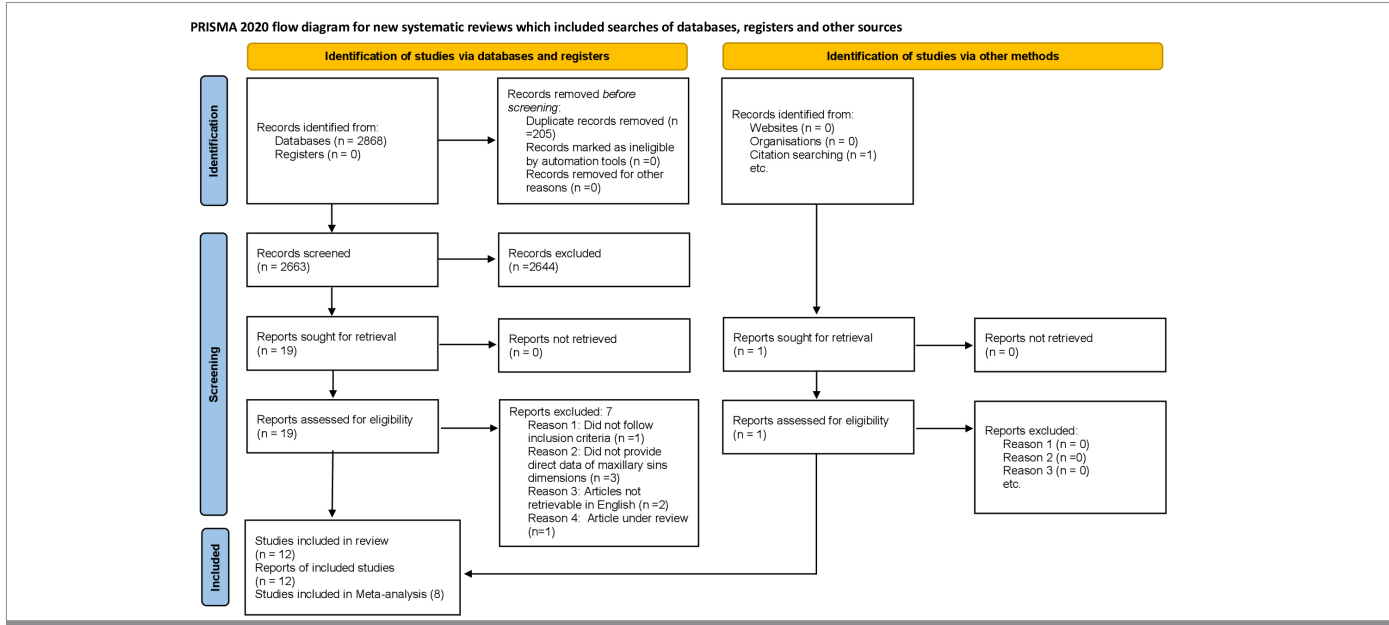 PRISMA 2020 flow diagram for new systematic reviews which included searches of databases, registers and other sources
Identification of studies via databases and registers
Identification of studies via other methods
Identification
Records identified from:
Databases (n = 2868)
Registers (n = 0)
Records removed before
screening:
Duplicate records removed (n
=205)
Records marked as ineligible
by automation tools (n =0)
Records removed for other
reasons (n =0)
Records identified from:
Websites (n = 0)
Organisations (n = 0)
Citation searching (n =1)
etc.
Screening
Records screened
(n = 2663)
Records excluded
(n =2644)
Reports sought for retrieval
(n = 19)
Reports not retrieved
(n = 0)
Reports sought for retrieval
(n = 1)
Reports not retrieved
(n = 0)
Reports assessed for eligibility
(n = 19)
Reports excluded: 7
Reason 1: Did not follow
inclusion criteria (n =1)
Reason 2: Did not provide
direct data of maxillary sins
dimensions (n =3)
Reason 3: Articles not
retrievable in English (n =2)
Reason 4: Article under review
(n=1)
Reports assessed for eligibility
(n = 1)
Reports excluded:
Reason 1 (n = 0)
Reason 2 (n =0)
Reason 3 (n = 0)
etc.
Included
Studies included in review
(n = 12)
Reports of included studies
(n = 12)
Studies included in Meta-analysis (8)